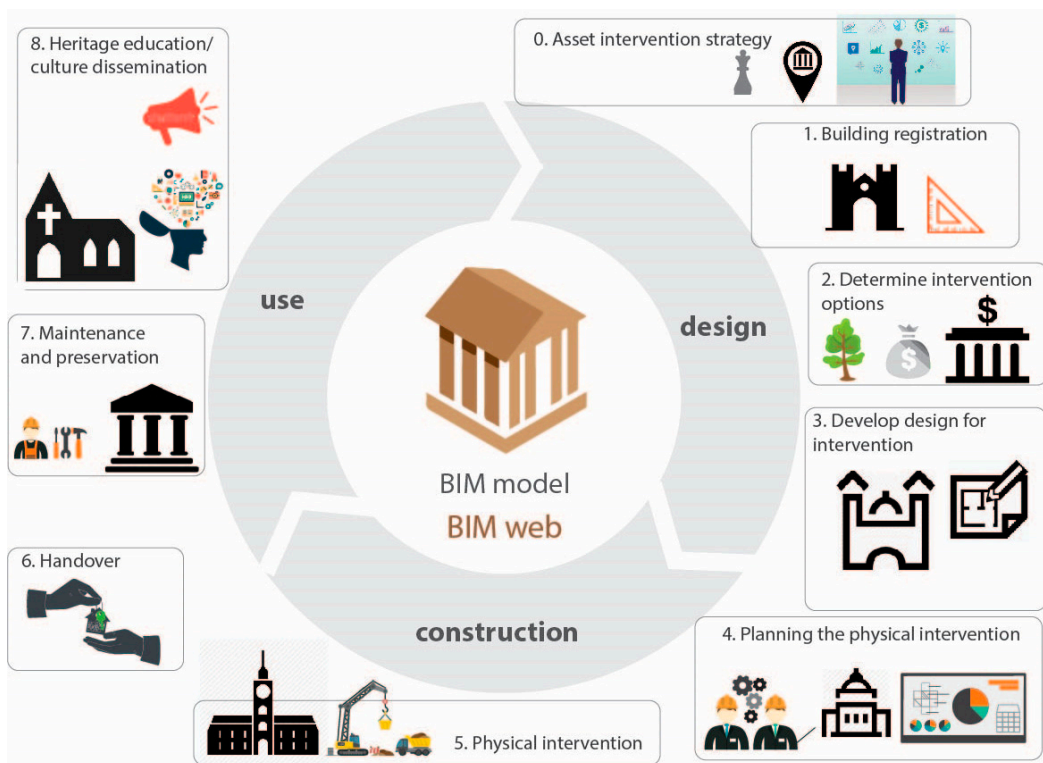 8. Heritage education/
culture dissemination
0. Asset intervention strategy
1. Building registration
2. Determine intervention
options
$
$
3. Develop design for
intervention
4. Planning the physical intervention
5. Physical intervention
6. Handover
7. Maintenance
and preservation
use
design
construction
BIM model
BIM web